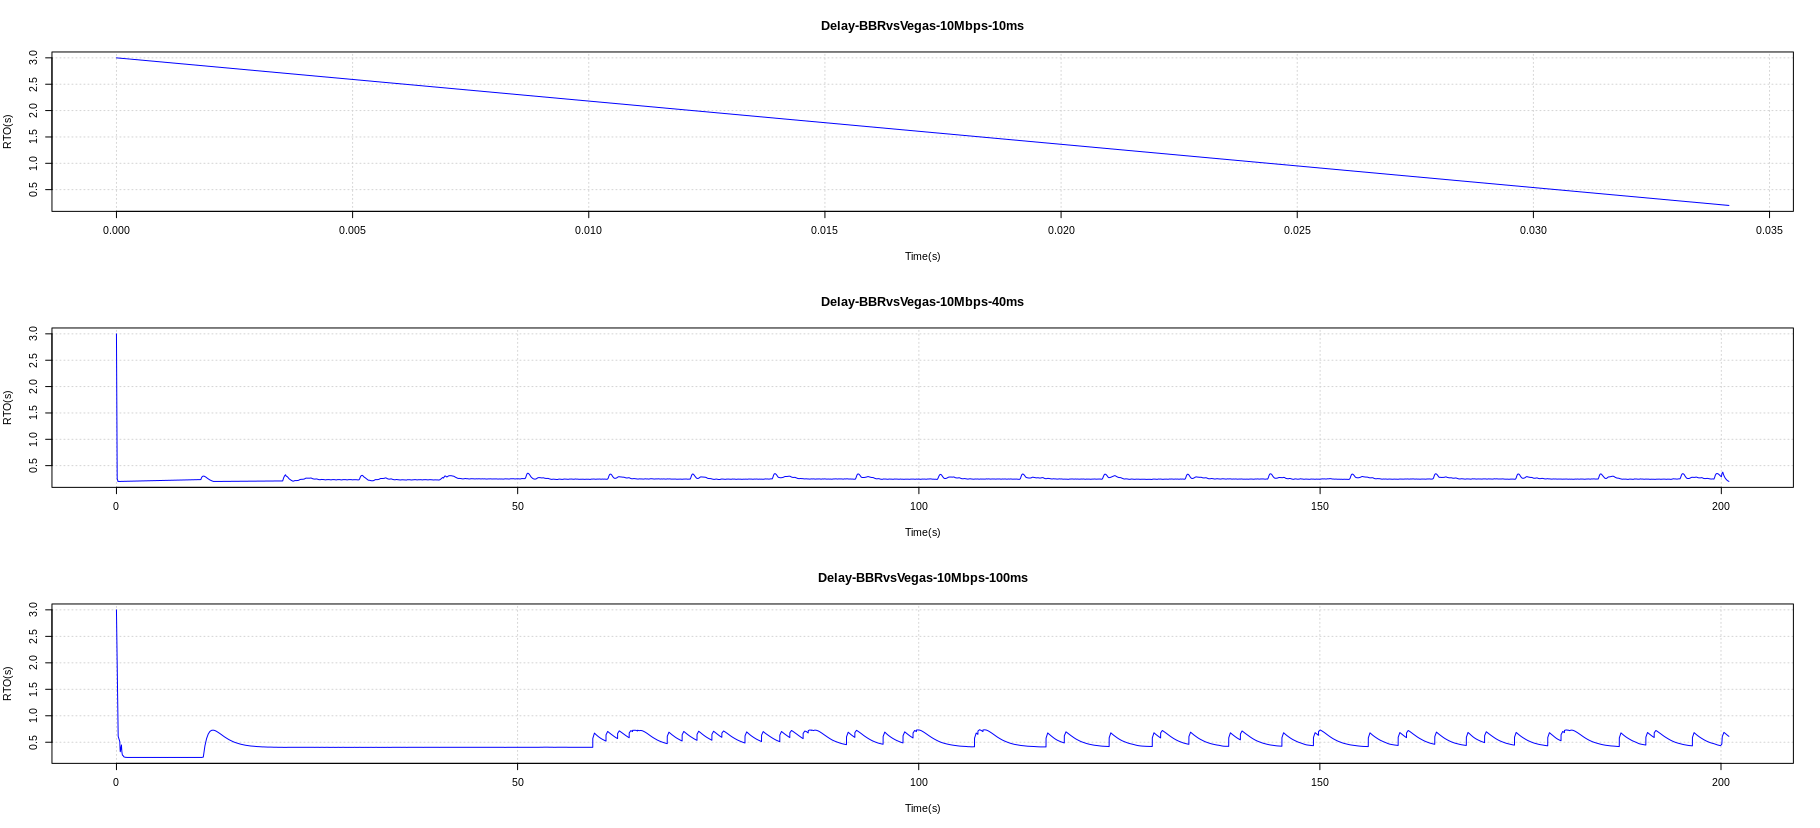 Delay-BBRvsVegas-10Mbps-10ms
RTO(s)
3.0
2.5
2.0
1.5
1.0
0.5
0.000 0.005 0.010 0.015 0.020 0.025 0.030 0.035
Time(s)
Delay-BBRvsVegas-10Mbps-40ms
RTO(s)
3.0
2.5
2.0
1.5
1.0
0.5
0 50 100 150 200
Time(s)
Delay-BBRvsVegas-10Mbps-100ms
RTO(s)
3.0
2.5
2.0
1.5
1.0
0.5
0 50 100 150 200
Time(s)